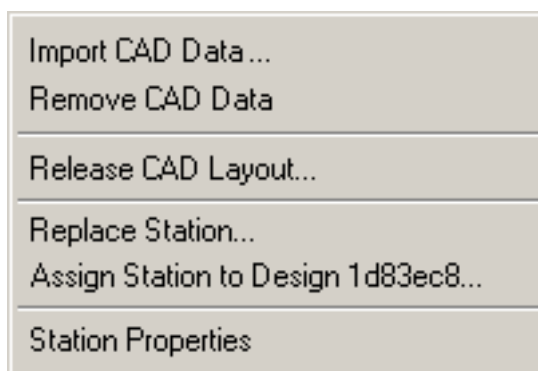 Import CAD Data...
Remove CAD Data
Release CAD Layout...
Replace Station...
Assign Station to Design 1d83ec8...
Station Properties